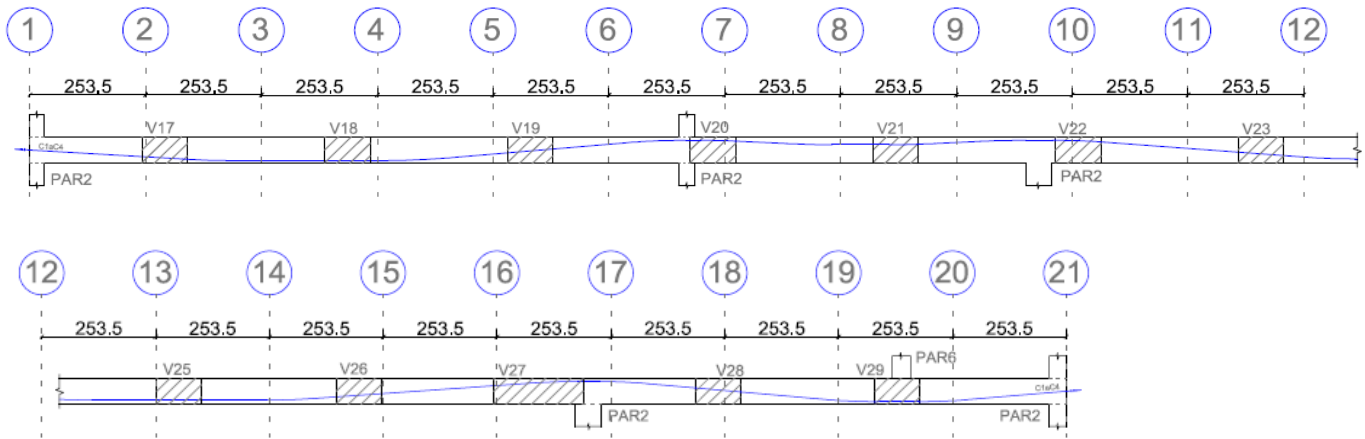 1 2 3 4 5 6 7 8 9 10 11 12
253,5 253,5 253,5 253,5 253,5 253,5 253,5 253,5 253,5 253,5 253,5
V17 V18 V19 V20 V21 V22 V23
C1aC4
PAR2 PAR2 PAR2
12 13 14 15 16 17 18 19 20 21
253,5 253,5 253,5 253,5 253,5 253,5 253,5 253,5 253,5
PAR6
V25 V26 V27 V28 V29
C1aC4
PAR2 PAR2